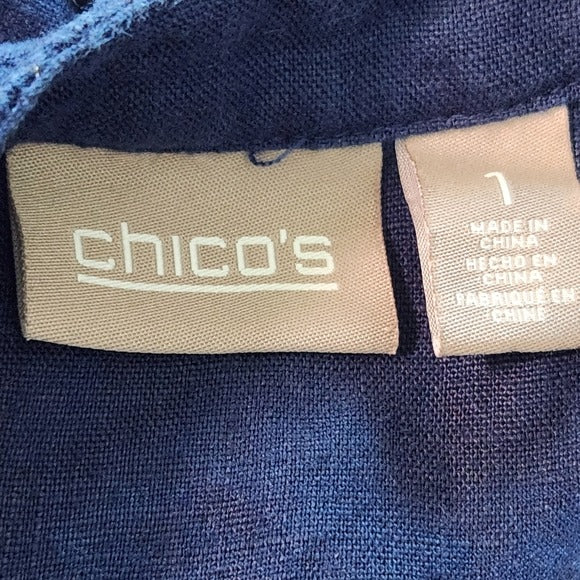 chico's
1
MADE IN
CHINA
HECHO EN
CHINA
FABRIQUÉ EN
CHINE